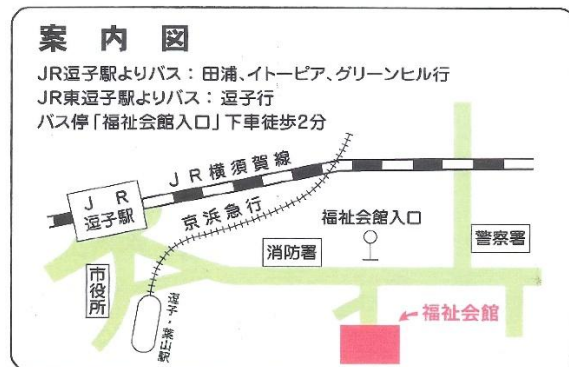 案内図
JR逗子駅よりバス：田浦、イトーピア、グリーンヒル行
JR東逗子駅よりバス：逗子行
バス停「福祉会館入口」下車徒歩2分
JR横須賀線
JR
逗子駅
京浜急行
福祉会館入口
消防署
警察署
市役所
逗子・葉山駅
福祉会館